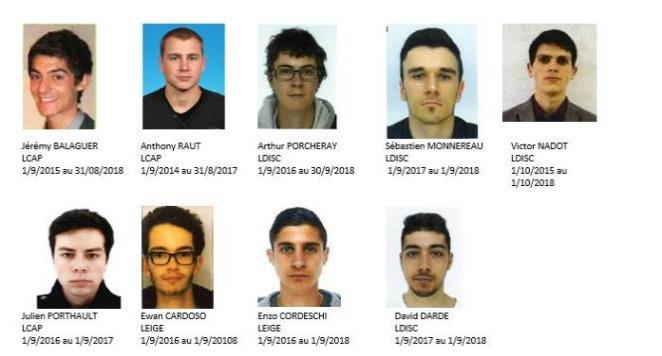 Jérémy BALAGUER
LCAP
1/9/2015 au 31/08/2018
Anthony RAUT
LCAP
1/9/2014 au 31/8/2017
Arthur PORCHERAY
LDISC
1/9/2016 au 30/9/2018
Sébastien MONNEREAU
LDISC
1/9/2017 au 1/9/2018
Victor NADOT
LDISC
1/10/2015 au
1/10/2018
Julien PORTHAULT
LCAP
1/9/2016 au 1/9/2017
Ewan CARDOSO
LEIGE
1/9/2016 au 1/9/20108
Enzo CORDESCHI
LEIGE
1/9/2016 au 1/9/2018
David DARDE
LDISC
1/9/2017 au 1/9/2018